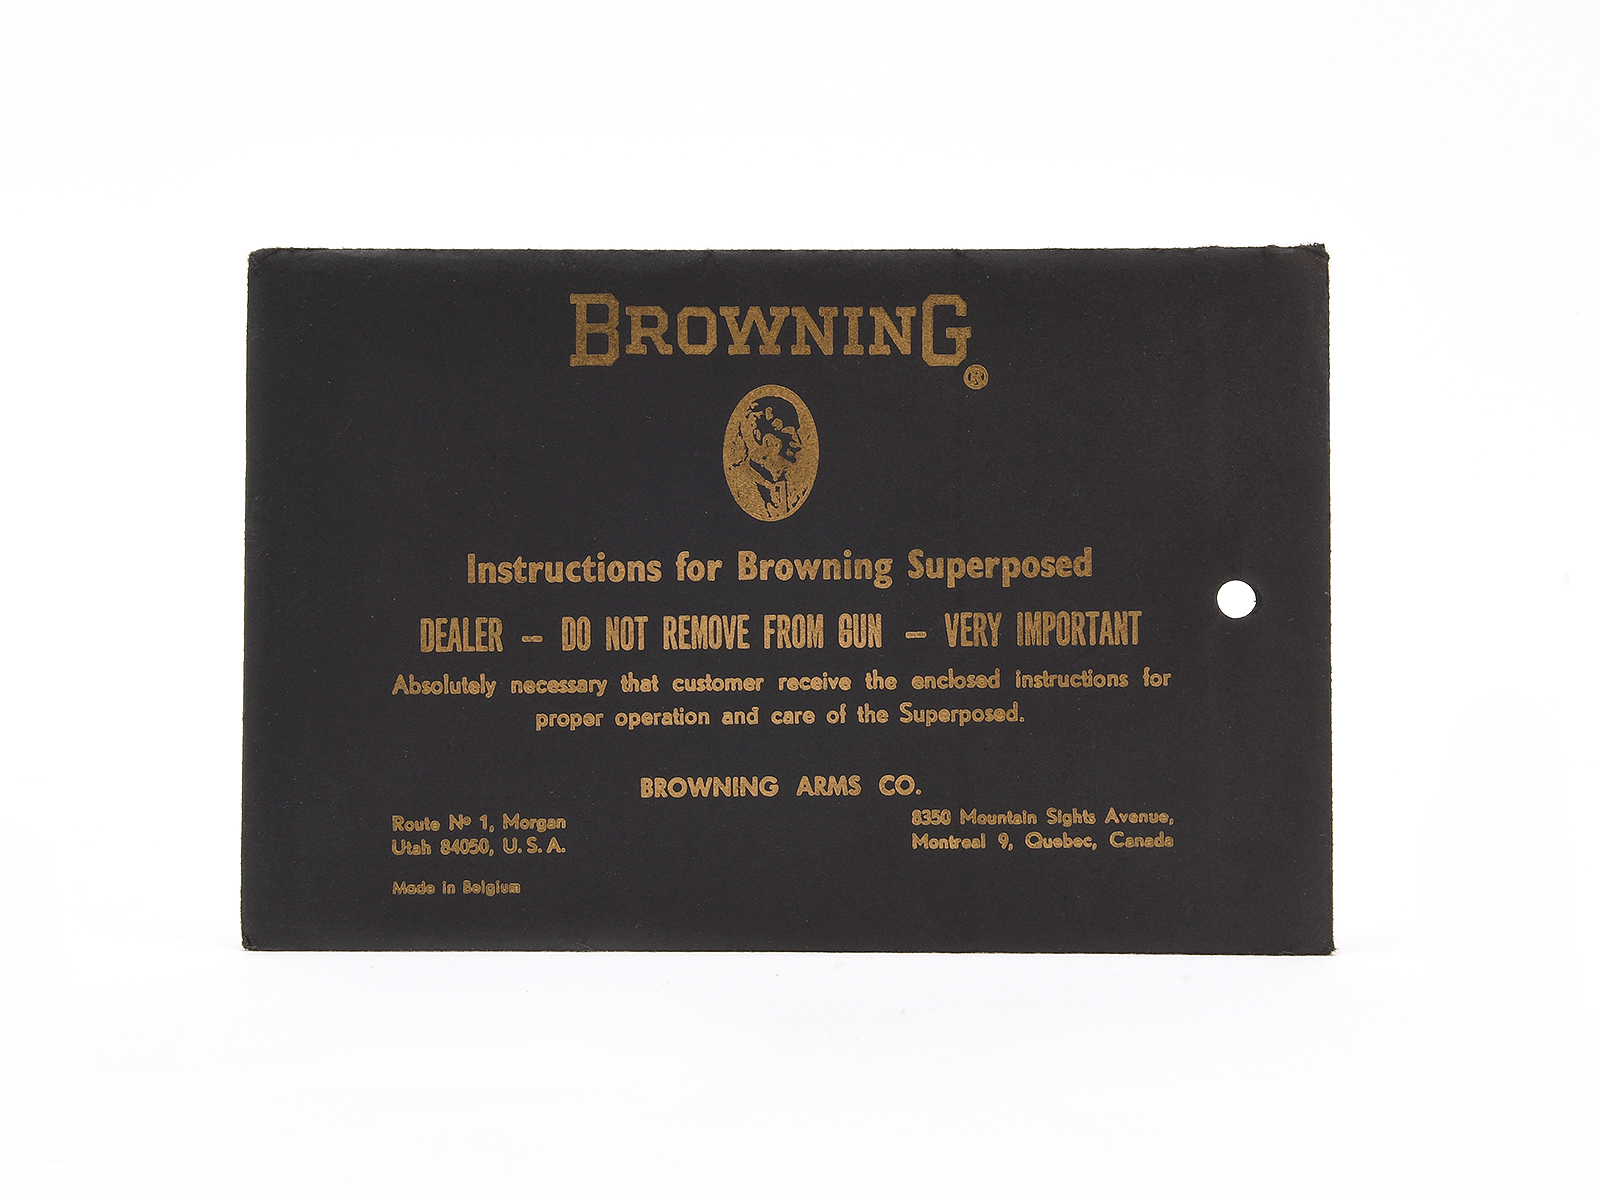 BROWNING
®
Instructions for Browning Superposed
DEALER – DO NOT REMOVE FROM GUN – VERY IMPORTANT
Absolutely necessary that customer receive the enclosed instructions for
proper operation and care of the Superposed.
BROWNING ARMS CO.
Route Nº 1, Morgan
Utah 84050, U. S. A.
8350 Mountain Sights Avenue,
Montreal 9, Quebec, Canada
Made in Belgium